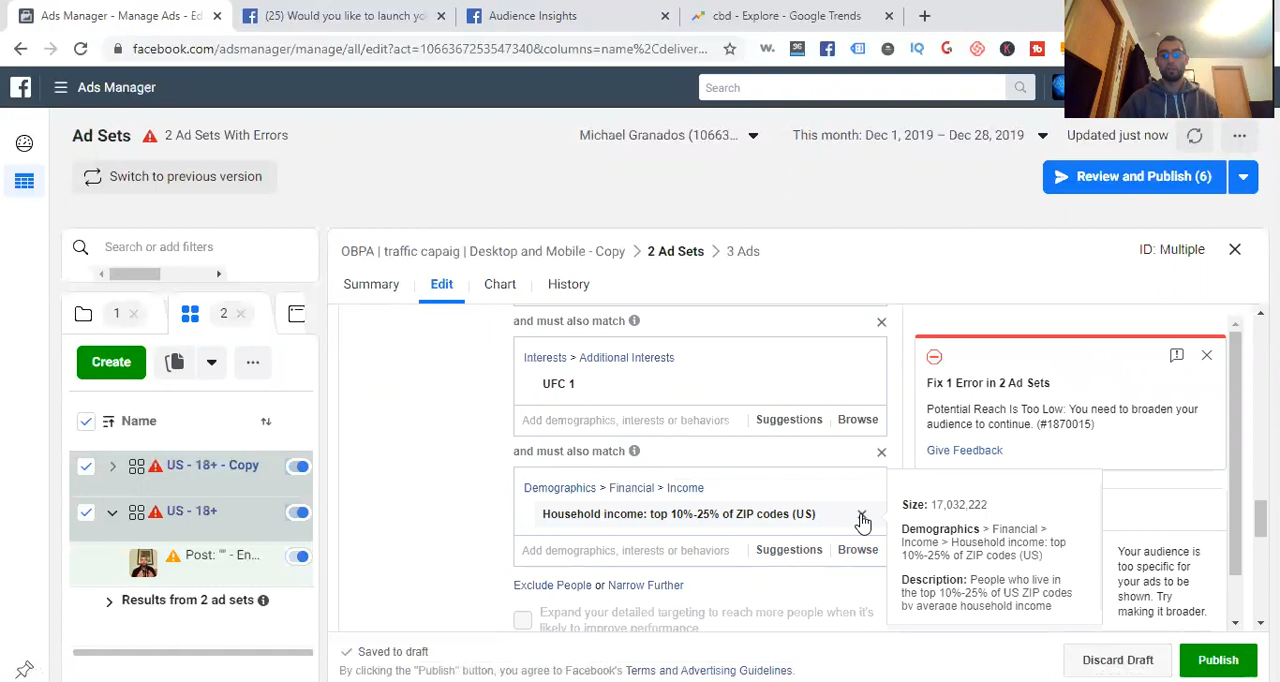 Ads Manager - Manage Ads - Ed
(25) Would you like to launch yo
Audience Insights
cbd - Explore - Google Trends
facebook.com/adsmanager/manage/all/edit?act=1066367253547340&columns=name%2Cdeliver...
Ads Manager
Search
Ad Sets
2 Ad Sets With Errors
Michael Granados (10663...
This month: Dec 1, 2019 – Dec 28, 2019
Updated just now
Switch to previous version
Review and Publish (6)
Search or add filters
OBPA | traffic capaig | Desktop and Mobile - Copy > 2 Ad Sets > 3 Ads
ID: Multiple
Summary
Edit
Chart
History
1
2
Create
Name
US - 18+ - Copy
US - 18+
Post: "" - En...
Results from 2 ad sets
and must also match
Interests > Additional Interests
UFC 1
Add demographics, interests or behaviors
Suggestions
Browse
and must also match
Demographics > Financial > Income
Household income: top 10%-25% of ZIP codes (US)
Add demographics, interests or behaviors
Suggestions
Browse
Exclude People or Narrow Further
Expand your detailed targeting to reach more people when it's
likely to improve performance.
Fix 1 Error in 2 Ad Sets
Potential Reach Is Too Low: You need to broaden your
audience to continue. (#1870015)
Give Feedback
Size: 17,032,222
Demographics > Financial >
Income > Household income: top
10%-25% of ZIP codes (US)
Description: People who live in
the top 10%-25% of US ZIP codes
by average household income
Your audience is
too specific for
your ads to be
shown. Try
making it broader.
Saved to draft
By clicking the "Publish" button, you agree to Facebook's Terms and Advertising Guidelines.
Discard Draft
Publish